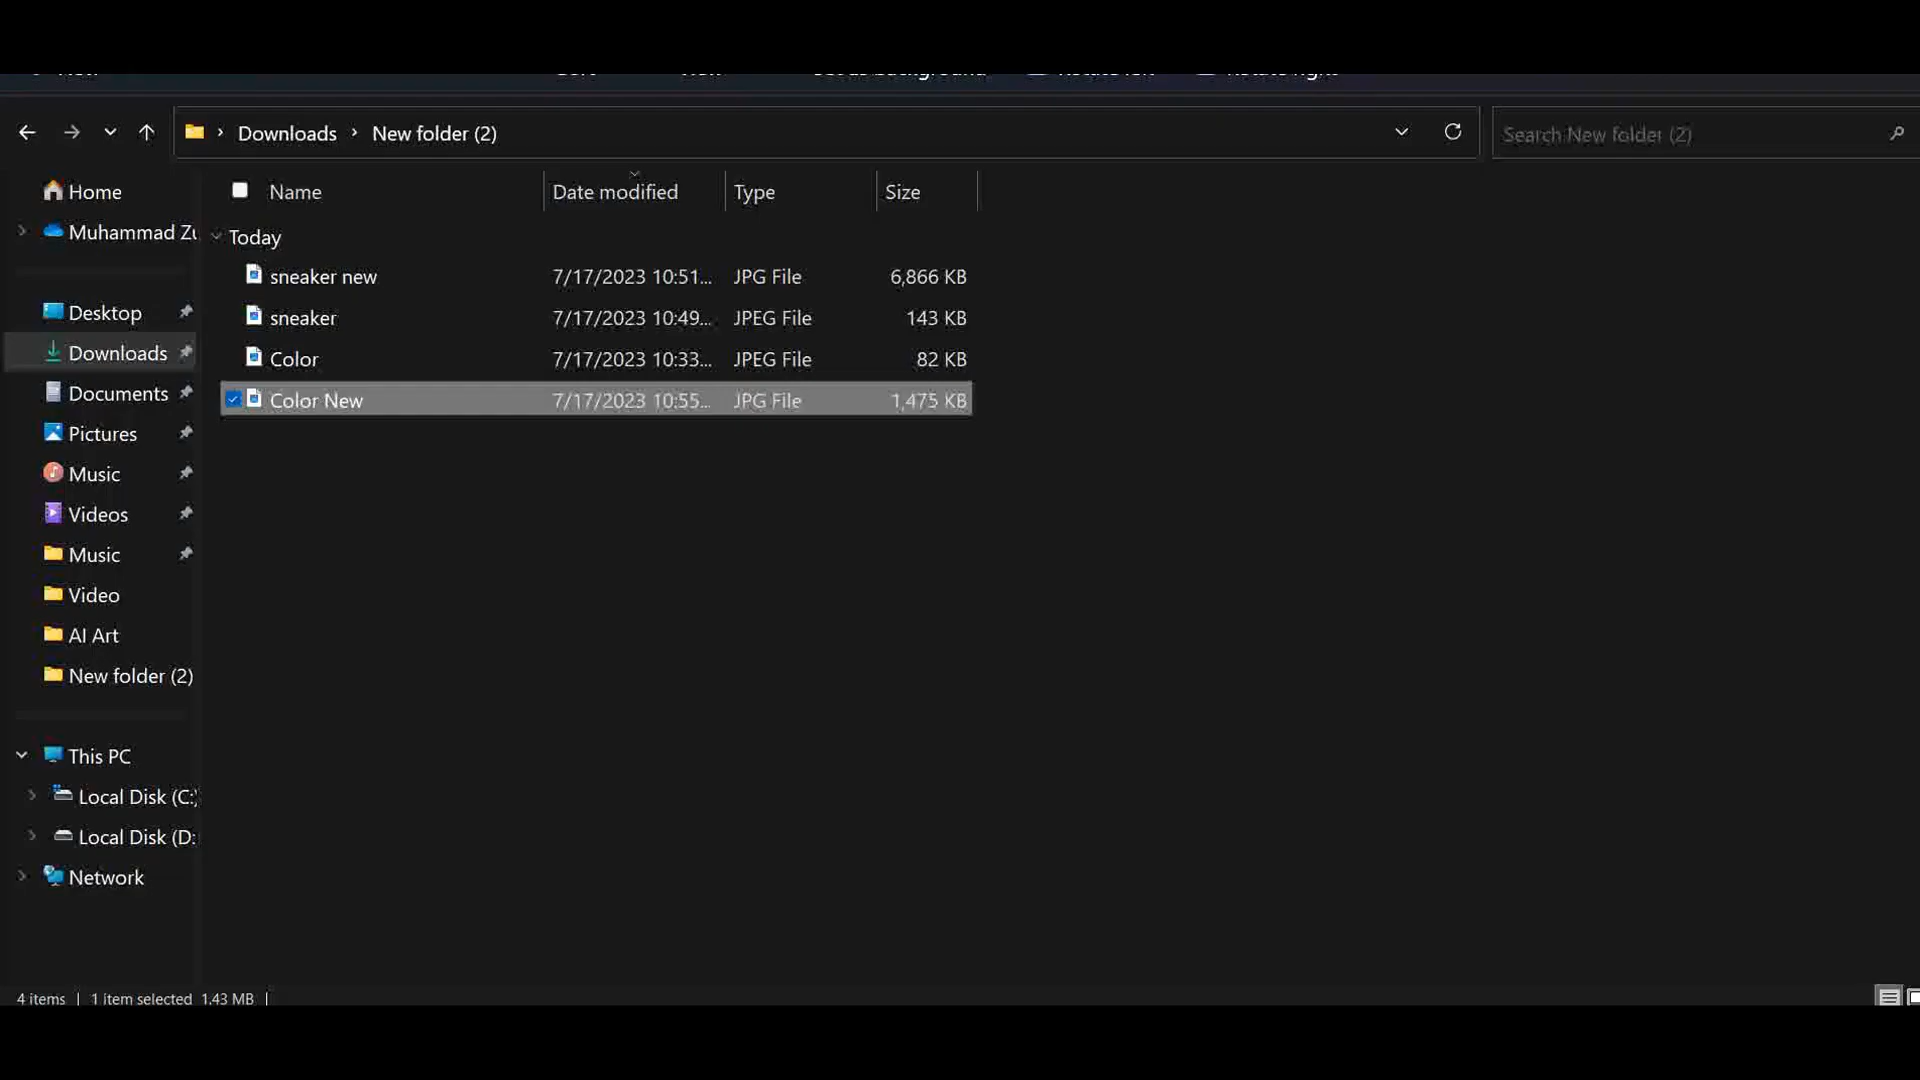 Downloads > New folder (2)
Search New folder (2)
Name Date modified Type Size
Today
sneaker new 7/17/2023 10:51... JPG File 6,866 KB
sneaker 7/17/2023 10:49... JPEG File 143 KB
Color 7/17/2023 10:33... JPEG File 82 KB
Color New 7/17/2023 10:55... JPG File 1,475 KB
Home
Muhammad Zu
Desktop
Downloads
Documents
Pictures
Music
Videos
Music
Video
AI Art
New folder (2)
This PC
Local Disk (C:)
Local Disk (D:
Network
4 items | 1 item selected 1.43 MB |